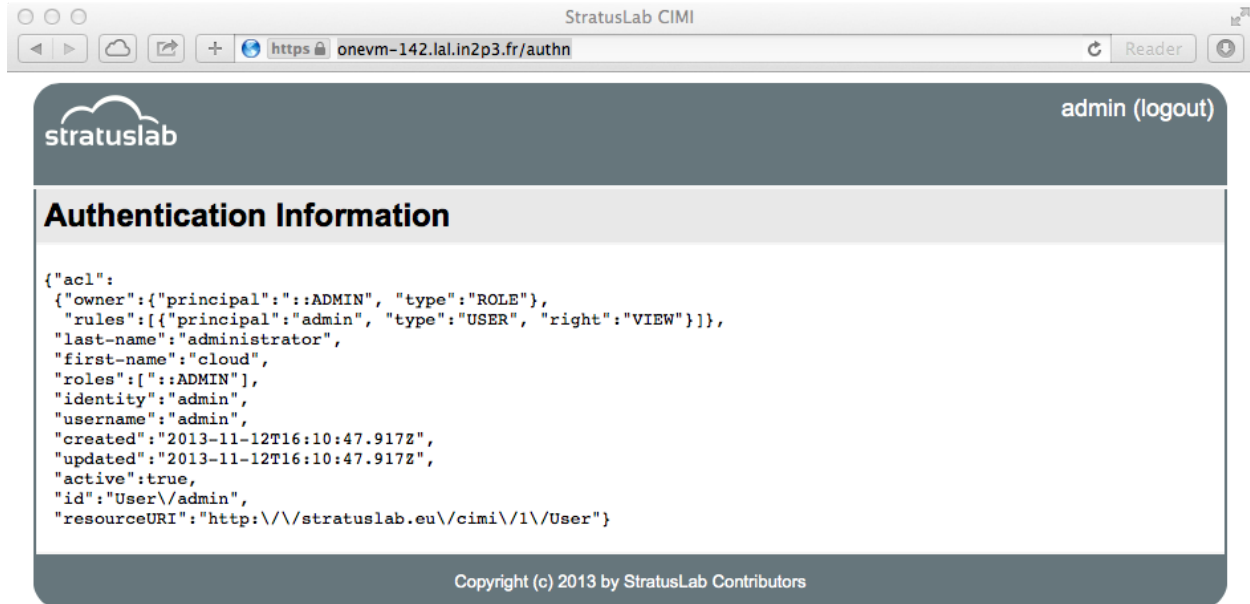 StratusLab CIMI
https onevm-142.lal.in2p3.fr/authn Reader
stratuslab
admin (logout)
Authentication Information
{"acl":
{"owner":{"principal":"::ADMIN", "type":"ROLE"},
"rules":[{"principal":"admin", "type":"USER", "right":"VIEW"}]},
"last-name":"administrator",
"first-name":"cloud",
"roles":["::ADMIN"],
"identity":"admin",
"username":"admin",
"created":"2013-11-12T16:10:47.917Z",
"updated":"2013-11-12T16:10:47.917Z",
"active":true,
"id":"User\/admin",
"resourceURI":"http:\/\/stratuslab.eu\/cimi\/1\/User"}
Copyright (c) 2013 by StratusLab Contributors